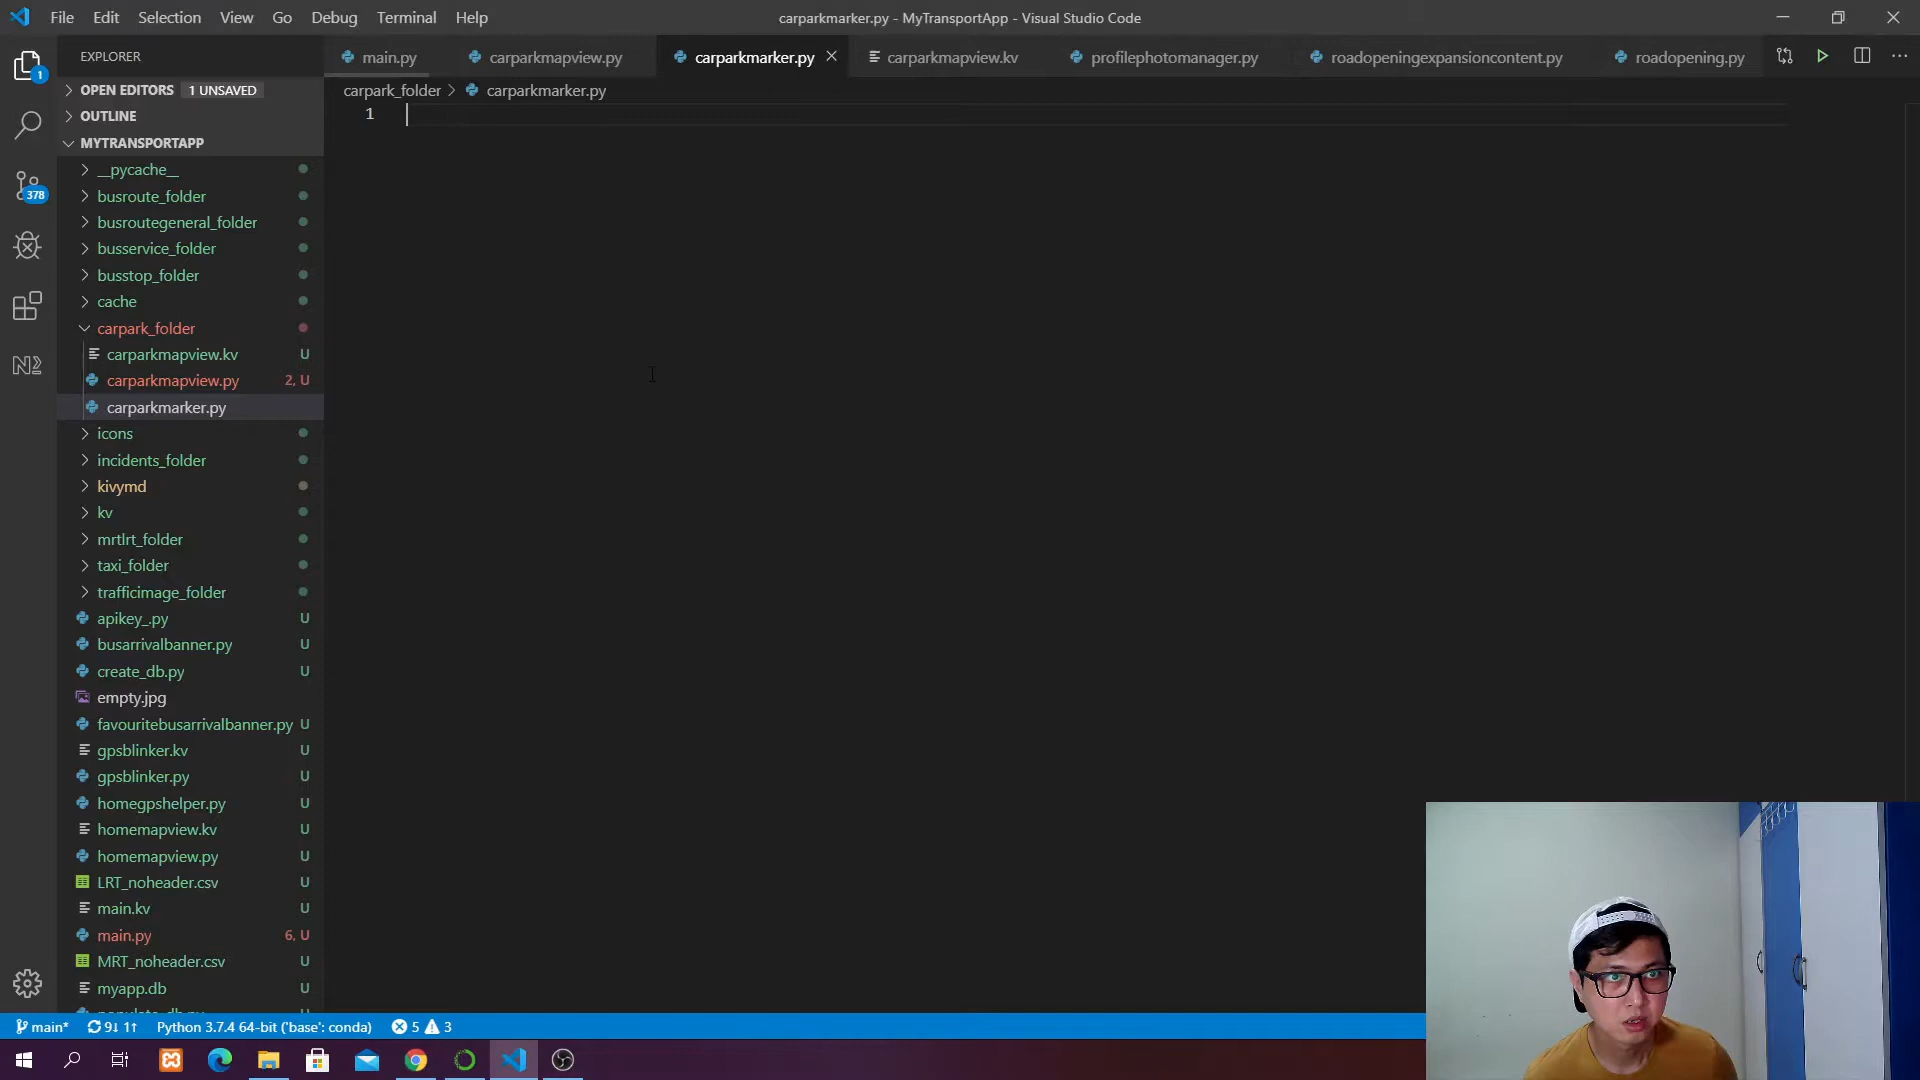 File Edit Selection View Go Debug Terminal Help
carparkmarker.py - MyTransportApp - Visual Studio Code
EXPLORER
main.py
carparkmapview.py
carparkmarker.py
carparkmapview.kv
profilephotomanager.py
roadopeningexpansioncontent.py
roadopening.py
1
OPEN EDITORS 1 UNSAVED
carpark_folder > carparkmarker.py
1
OUTLINE
MYTRANSPORTAPP
__pycache__
busroute_folder
378
busroutegeneral_folder
busservice_folder
busstop_folder
cache
carpark_folder
carparkmapview.kv U
carparkmapview.py 2, U
carparkmarker.py
icons
incidents_folder
kivymd
kv
mrtlrt_folder
taxi_folder
trafficimage_folder
apikey_.py U
busarrivalbanner.py U
create_db.py U
empty.jpg
favouritebusarrivalbanner.py U
gpsblinker.kv U
gpsblinker.py U
homegpshelper.py U
homemapview.kv U
homemapview.py U
LRT_noheader.csv U
main.kv U
main.py 6, U
MRT_noheader.csv U
myapp.db U
main* 9↓ 1↑ Python 3.7.4 64-bit ('base': conda) 5 3